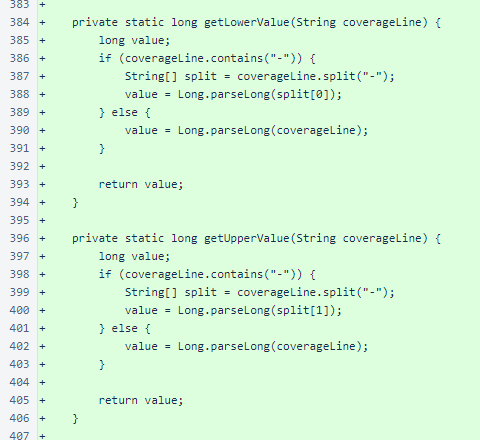 383 +
384 +    private static long getLowerValue(String coverageLine) {
385 +        long value;
386 +        if (coverageLine.contains("-")) {
387 +            String[] split = coverageLine.split("-");
388 +            value = Long.parseLong(split[0]);
389 +        } else {
390 +            value = Long.parseLong(coverageLine);
391 +        }
392 +
393 +        return value;
394 +    }
395 +
396 +    private static long getUpperValue(String coverageLine) {
397 +        long value;
398 +        if (coverageLine.contains("-")) {
399 +            String[] split = coverageLine.split("-");
400 +            value = Long.parseLong(split[1]);
401 +        } else {
402 +            value = Long.parseLong(coverageLine);
403 +        }
404 +
405 +        return value;
406 +    }
407 +